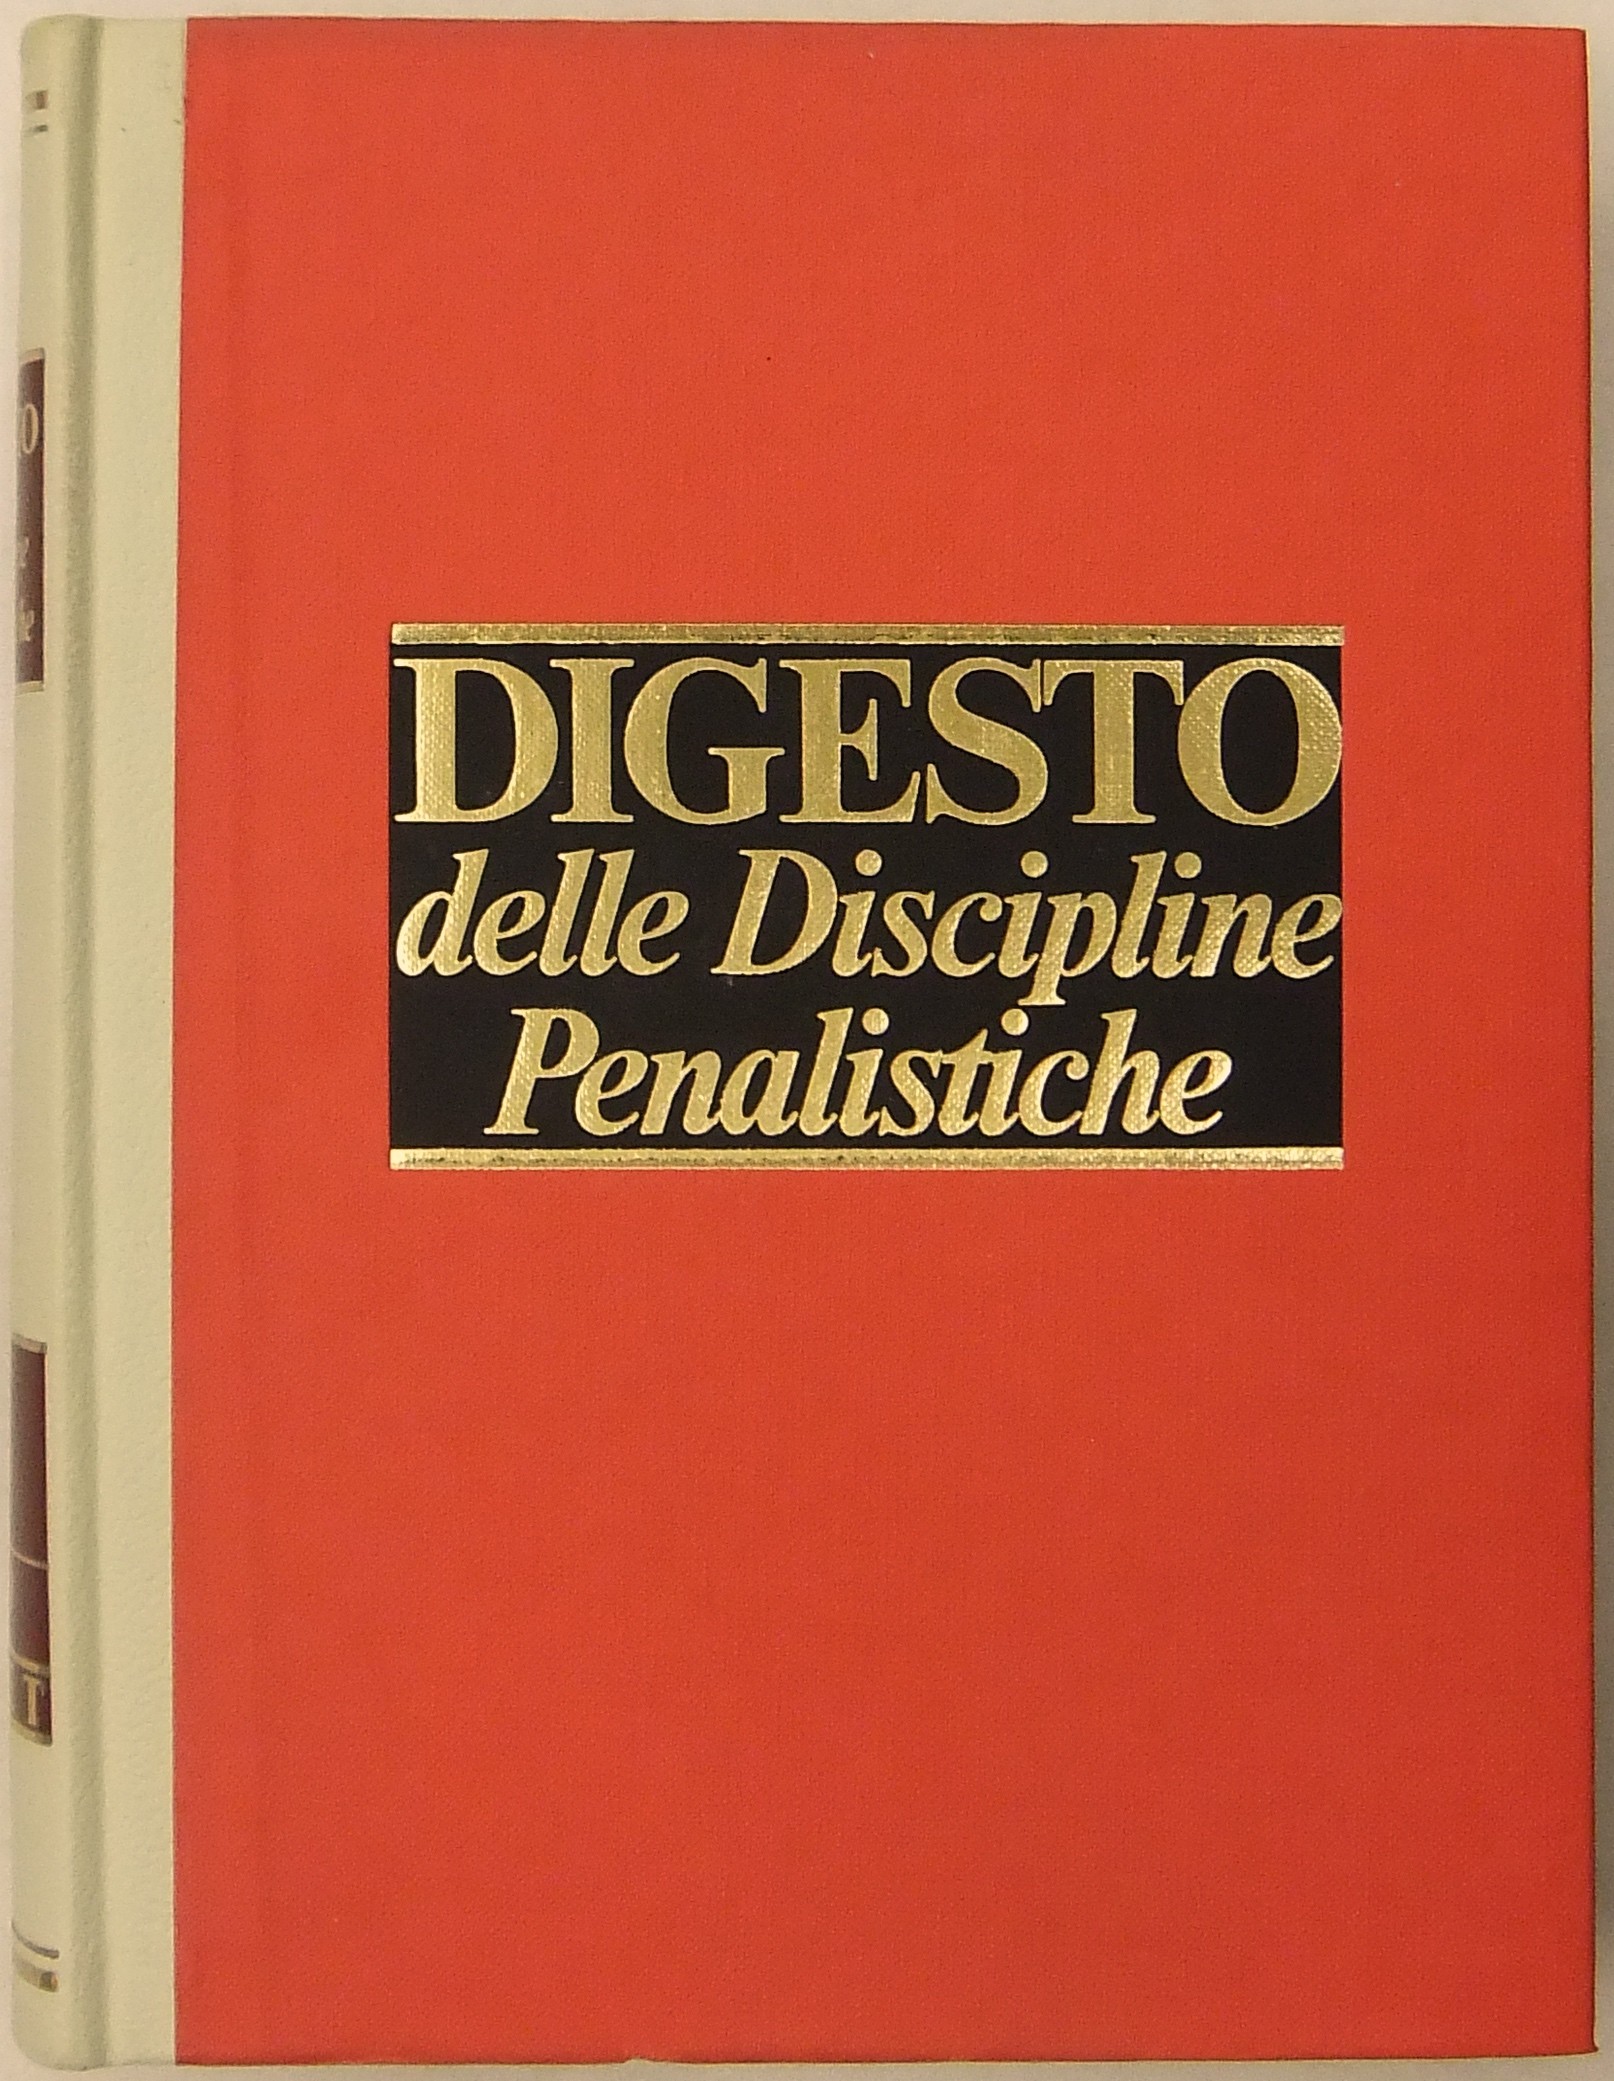 DIGESTO
delle Discipline
Penalistiche